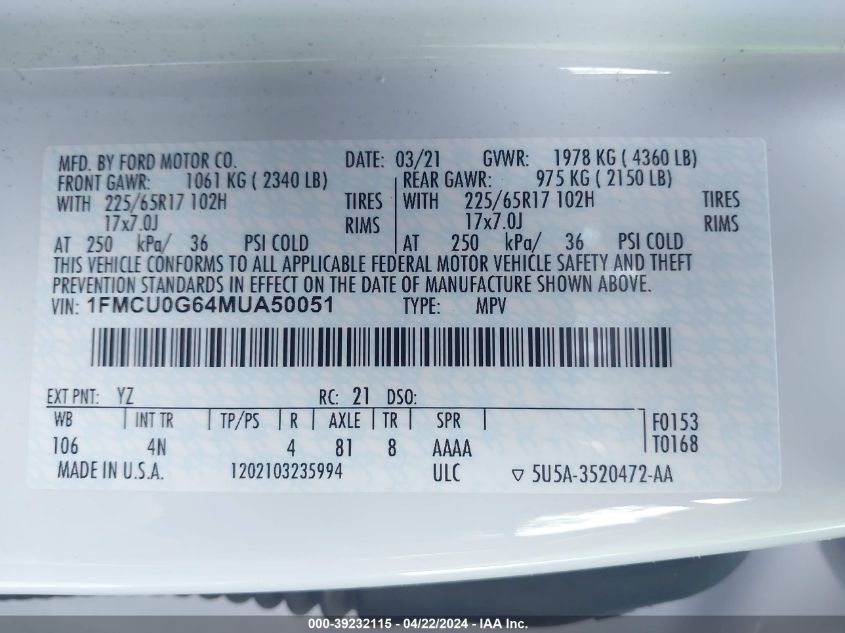 MFD. BY FORD MOTOR CO. DATE: 03/21 GVWR: 1978 KG ( 4360 LB)
FRONT GAWR: 1061 KG ( 2340 LB) REAR GAWR: 975 KG ( 2150 LB)
WITH 225/65R17 102H TIRES WITH 225/65R17 102H TIRES
17x7.0J RIMS 17x7.0J RIMS
AT 250 kPa/ 36 PSI COLD AT 250 kPa/ 36 PSI COLD
THIS VEHICLE CONFORMS TO ALL APPLICABLE FEDERAL MOTOR VEHICLE SAFETY AND THEFT
PREVENTION STANDARDS IN EFFECT ON THE DATE OF MANUFACTURE SHOWN ABOVE.
VIN: 1FMCU0G64MUA50051 TYPE: MPV
EXT PNT: YZ RC: 21 DSO:
WB INT TR TP/PS R AXLE TR SPR F0153
106 4N 4 81 8 AAAA T0168
MADE IN U.S.A. 1202103235994 ULC ▽ 5U5A-3520472-AA
000-39232115 - 04/22/2024 - IAA Inc.